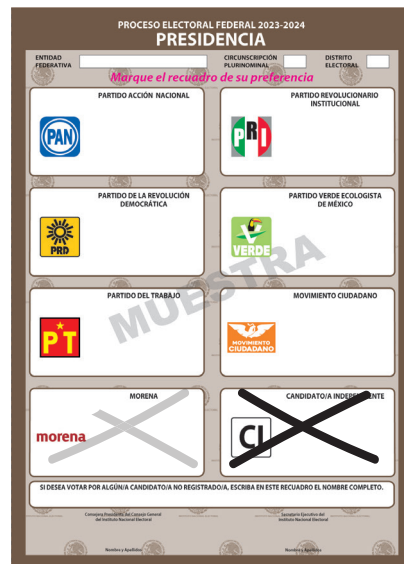 PROCESO ELECTORAL FEDERAL 2023-2024
PRESIDENCIA
ENTIDAD
FEDERATIVA
CIRCUNSCRIPCIÓN
PLURINOMINAL
DISTRITO
ELECTORAL
Marque el recuadro de su preferencia
PARTIDO ACCIÓN NACIONAL
PAN
PARTIDO REVOLUCIONARIO
INSTITUCIONAL
PRI
PARTIDO DE LA REVOLUCIÓN
DEMOCRÁTICA
PRD
PARTIDO VERDE ECOLOGISTA
DE MÉXICO
VERDE
MUESTRA
PARTIDO DEL TRABAJO
PT
MOVIMIENTO CIUDADANO
MOVIMIENTO
CIUDADANO
MORENA
morena
CANDIDATO/A INDEPENDIENTE
CI
SI DESEA VOTAR POR ALGÚN/A CANDIDATO/A NO REGISTRADO/A, ESCRIBA EN ESTE RECUADRO EL NOMBRE COMPLETO.
Consejera Presidenta del Consejo General
del Instituto Nacional Electoral
Secretario Ejecutivo del
Instituto Nacional Electoral
Nombre y Apellidos
Nombre y Apellidos